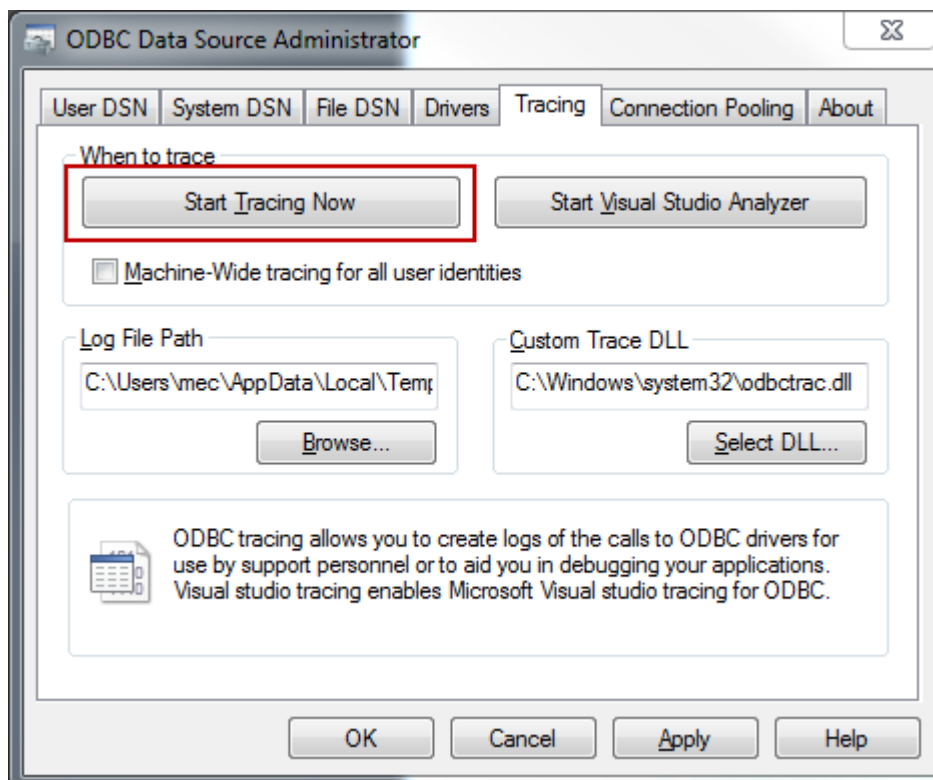 ODBC Data Source Administrator
User DSN System DSN File DSN Drivers Tracing Connection Pooling About
When to trace
Start Tracing Now Start Visual Studio Analyzer
Machine-Wide tracing for all user identities
Log File Path Custom Trace DLL
C:\Users\mec\AppData\Local\Temp C:\Windows\system32\odbctrac.dll
Browse... Select DLL...
ODBC tracing allows you to create logs of the calls to ODBC drivers for
use by support personnel or to aid you in debugging your applications.
Visual studio tracing enables Microsoft Visual studio tracing for ODBC.
OK Cancel Apply Help